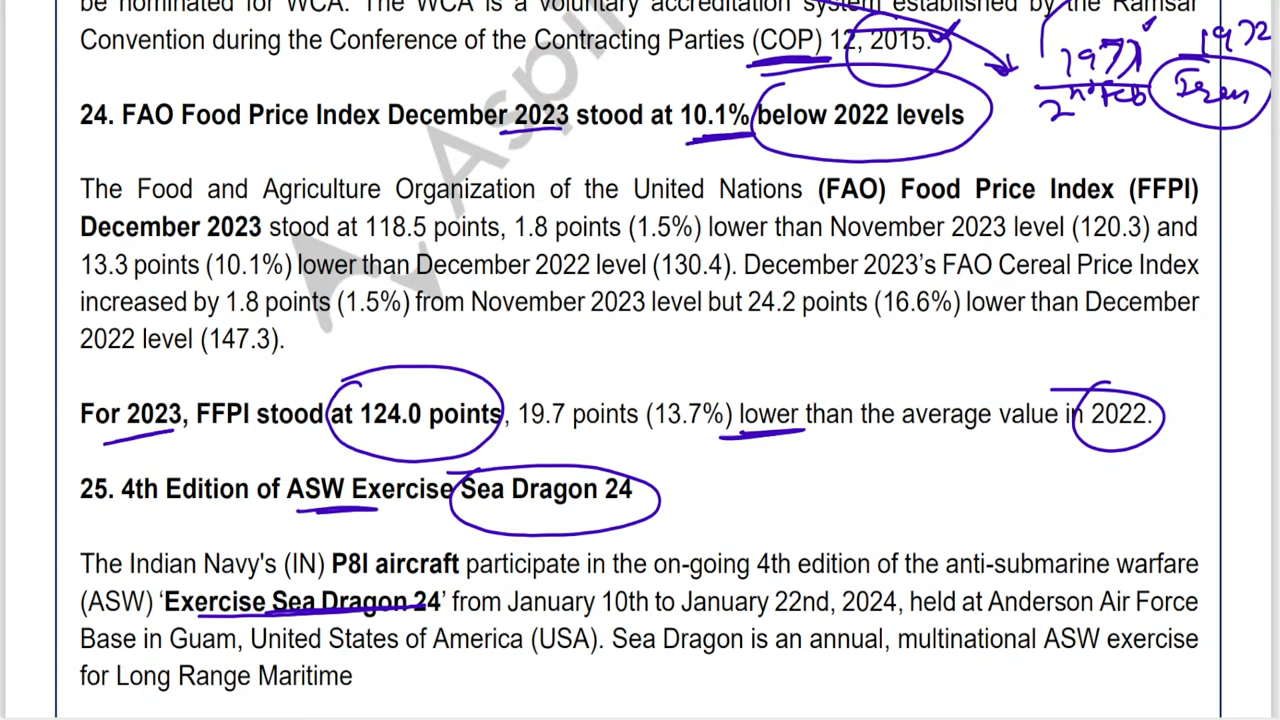 be nominated for WCA. The WCA is a voluntary accreditation system established by the Ramsar
Convention during the Conference of the Contracting Parties (COP) 12, 2015.
1971
1972
2nd Feb
Iran
24. FAO Food Price Index December 2023 stood at 10.1% below 2022 levels
The Food and Agriculture Organization of the United Nations (FAO) Food Price Index (FFPI)
December 2023 stood at 118.5 points, 1.8 points (1.5%) lower than November 2023 level (120.3) and
13.3 points (10.1%) lower than December 2022 level (130.4). December 2023’s FAO Cereal Price Index
increased by 1.8 points (1.5%) from November 2023 level but 24.2 points (16.6%) lower than December
2022 level (147.3).
For 2023, FFPI stood at 124.0 points, 19.7 points (13.7%) lower than the average value in 2022.
25. 4th Edition of ASW Exercise Sea Dragon 24
The Indian Navy's (IN) P8I aircraft participate in the on-going 4th edition of the anti-submarine warfare
(ASW) ‘Exercise Sea Dragon 24’ from January 10th to January 22nd, 2024, held at Anderson Air Force
Base in Guam, United States of America (USA). Sea Dragon is an annual, multinational ASW exercise
for Long Range Maritime